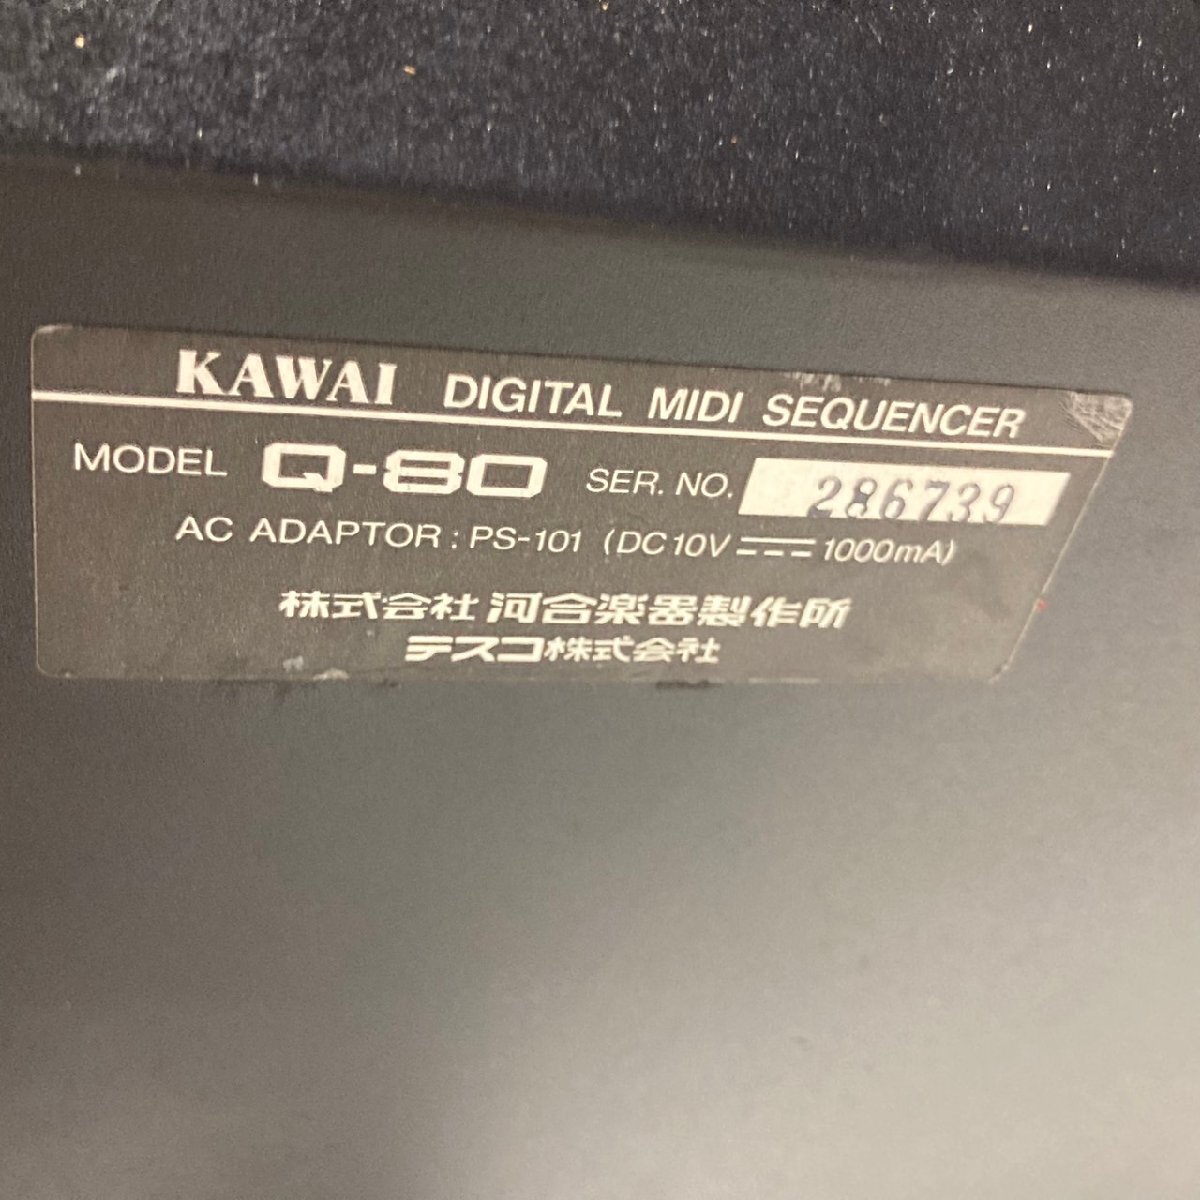 KAWAI DIGITAL MIDI SEQUENCER
MODEL Q-80 SER. NO. 286739
AC ADAPTOR : PS-101 (DC10V ⎓ 1000mA)
株式会社 河合楽器製作所
テスコ株式会社